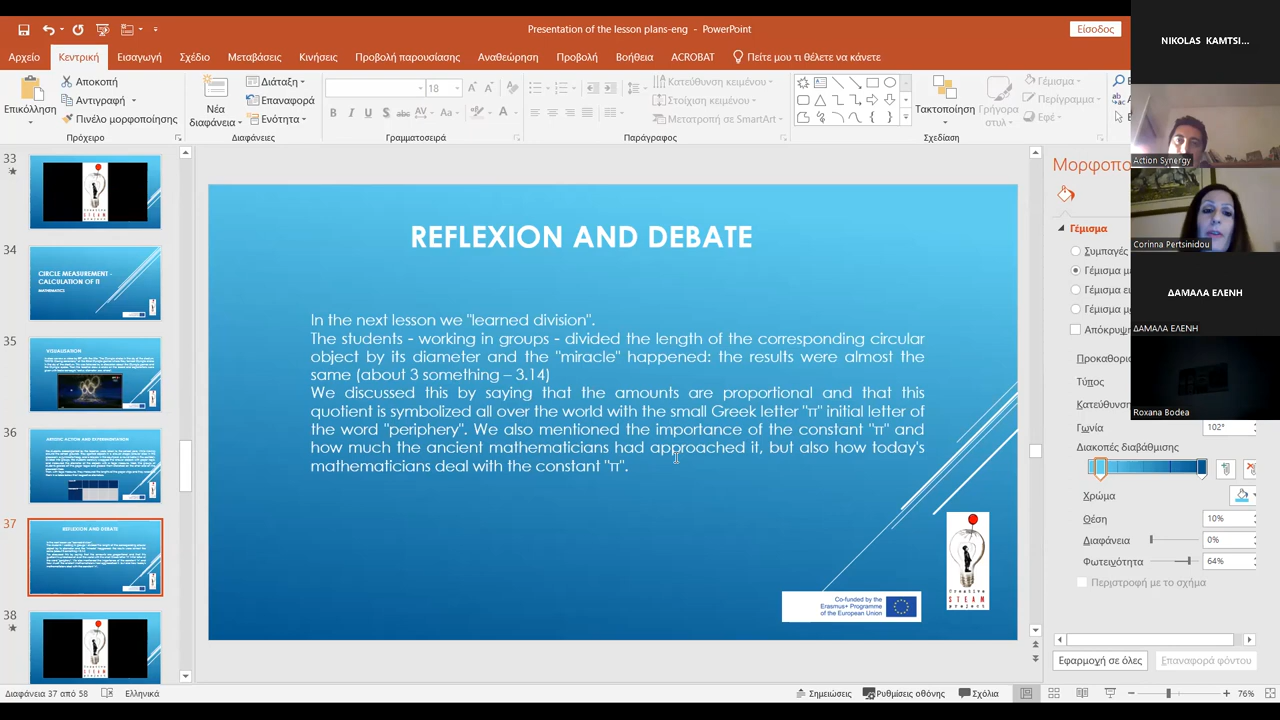 Presentation of the lesson plans-eng - PowerPoint
Είσοδος
Αρχείο Κεντρική Εισαγωγή Σχέδιο Μεταβάσεις Κινήσεις Προβολή παρουσίασης Αναθεώρηση Προβολή Βοήθεια ACROBAT Πείτε μου τι θέλετε να κάνετε
Επικόλληση
Αποκοπή
Αντιγραφή
Πινέλο μορφοποίησης
Πρόχειρο
Νέα
διαφάνεια
Διάταξη
Επαναφορά
Ενότητα
Διαφάνειες
18
Γραμματοσειρά
Κατεύθυνση κειμένου
Στοίχιση κειμένου
Μετατροπή σε SmartArt
Παράγραφος
Τακτοποίηση
Γρήγορα
στυλ
Γέμισμα
Περίγραμμα
Εφέ
Σχεδίαση
33
34
CIRCLE MEASUREMENT -
CALCULATION OF Π
MATHEMATICS
35
VISUALISATION
36
ARTISTIC ACTION AND EXPERIMENTATION
37
REFLEXION AND DEBATE
38
REFLEXION AND DEBATE
In the next lesson we "learned division".
The students - working in groups - divided the length of the corresponding circular
object by its diameter and the "miracle" happened: the results were almost the
same (about 3 something – 3.14)
We discussed this by saying that the amounts are proportional and that this
quotient is symbolized all over the world with the small Greek letter "π" initial letter of
the word "periphery". We also mentioned the importance of the constant "π" and
how much the ancient mathematicians had approached it, but also how today's
mathematicians deal with the constant "π".
Co-funded by the
Erasmus+ Programme
of the European Union
Creative
STEAM
project
Μορφοπο
Γέμισμα
Συμπαγές
Γέμισμα μ
Γέμισμα ει
Γέμισμα μ
Απόκρυψ
Προκαθορι
Τύπος
Κατεύθυνσ
Γωνία
102°
Διακοπές διαβάθμισης
Χρώμα
Θέση
10%
Διαφάνεια
0%
Φωτεινότητα
64%
Περιστροφή με το σχήμα
Εφαρμογή σε όλες
Επαναφορά φόντου
NIKOLAS KAMTSI...
Action Synergy
Corinna Pertsinidou
ΔΑΜΑΛΑ ΕΛΕΝΗ
ΔΑΜΑΛΑ ΕΛΕΝΗ
Roxana Bodea
Διαφάνεια 37 από 58
Ελληνικά
Σημειώσεις
Ρυθμίσεις οθόνης
Σχόλια
76%